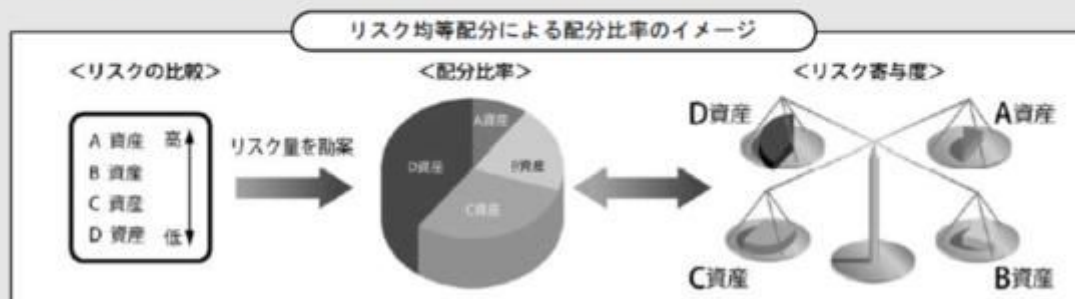 リスク均等配分による配分比率のイメージ
<リスクの比較>
A 資産 高
B 資産
C 資産
D 資産 低
リスク量を勘案
<配分比率>
A資産
B資産
C資産
D資産
<リスク寄与度>
D資産
A資産
C資産
B資産